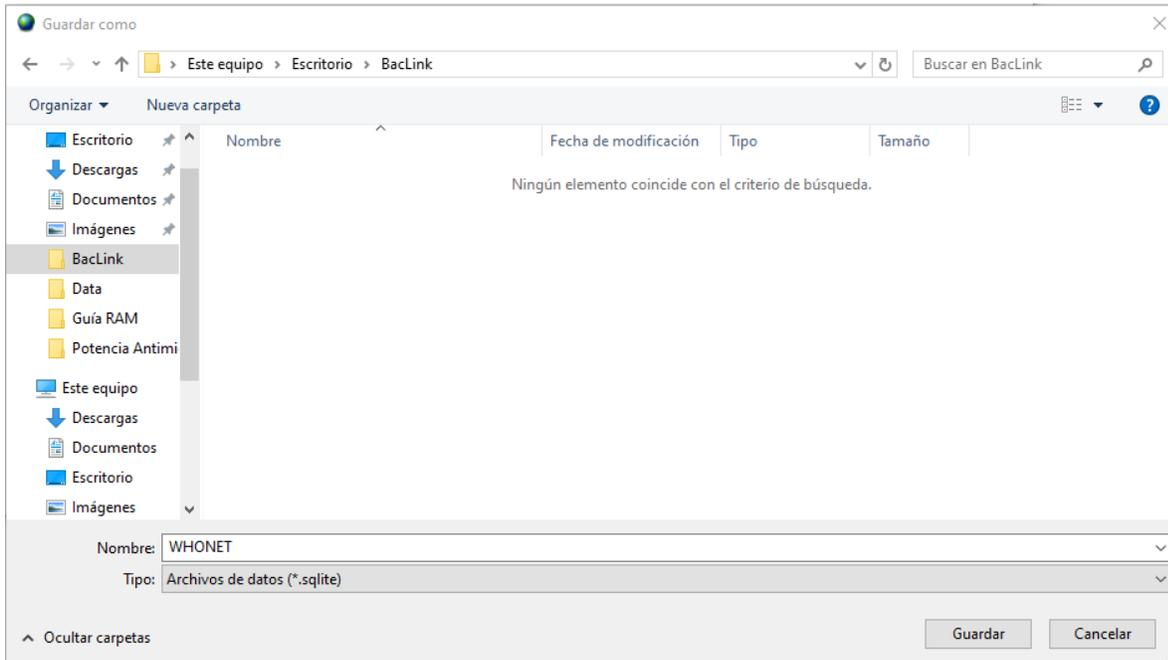 Guardar como
Este equipo > Escritorio > BacLink
Buscar en BacLink
Organizar
Nueva carpeta
?
Nombre
Fecha de modificación
Tipo
Tamaño
Ningún elemento coincide con el criterio de búsqueda.
Escritorio
Descargas
Documentos
Imágenes
BacLink
Data
Guía RAM
Potencia Antimi
Este equipo
Descargas
Documentos
Escritorio
Imágenes
Nombre: WHONET
Tipo: Archivos de datos (*.sqlite)
Ocultar carpetas
Guardar
Cancelar